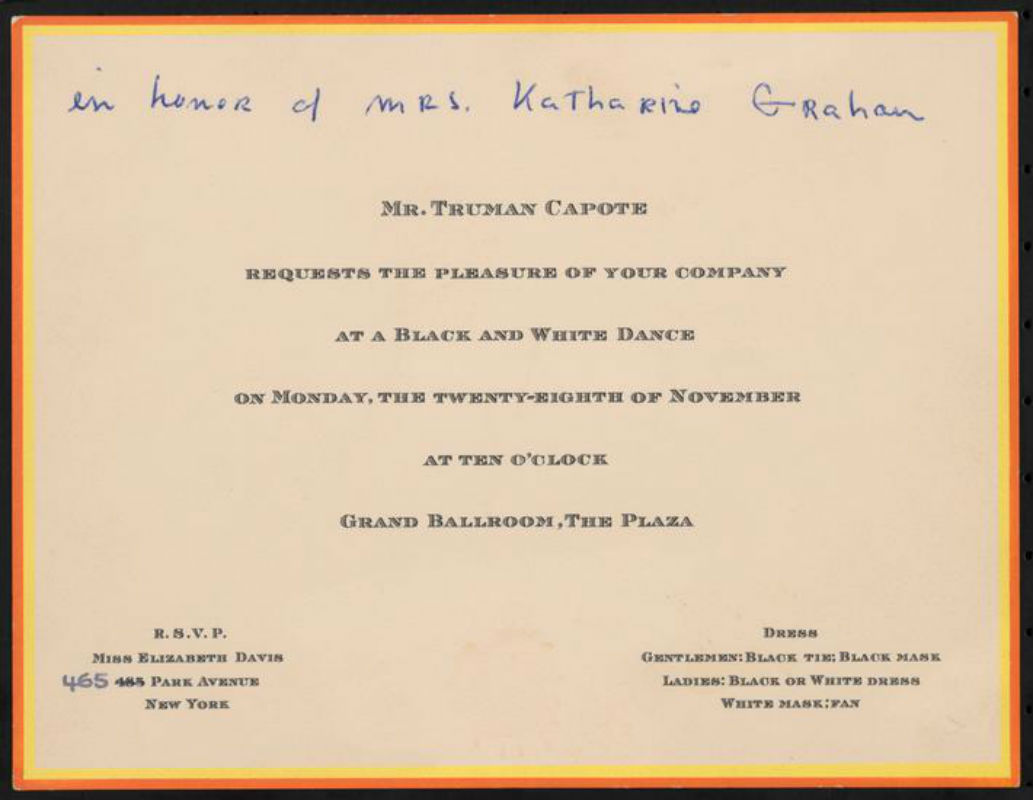 in honor of Mrs. Katharine Graham
Mr. Truman Capote
requests the pleasure of your company
at a Black and White Dance
on Monday, the twenty-eighth of November
at ten o'clock
Grand Ballroom, The Plaza
R.S.V.P.
Miss Elizabeth Davis
465 485 Park Avenue
New York
Dress
Gentlemen: Black tie; Black mask
Ladies: Black or White dress
White mask; fan